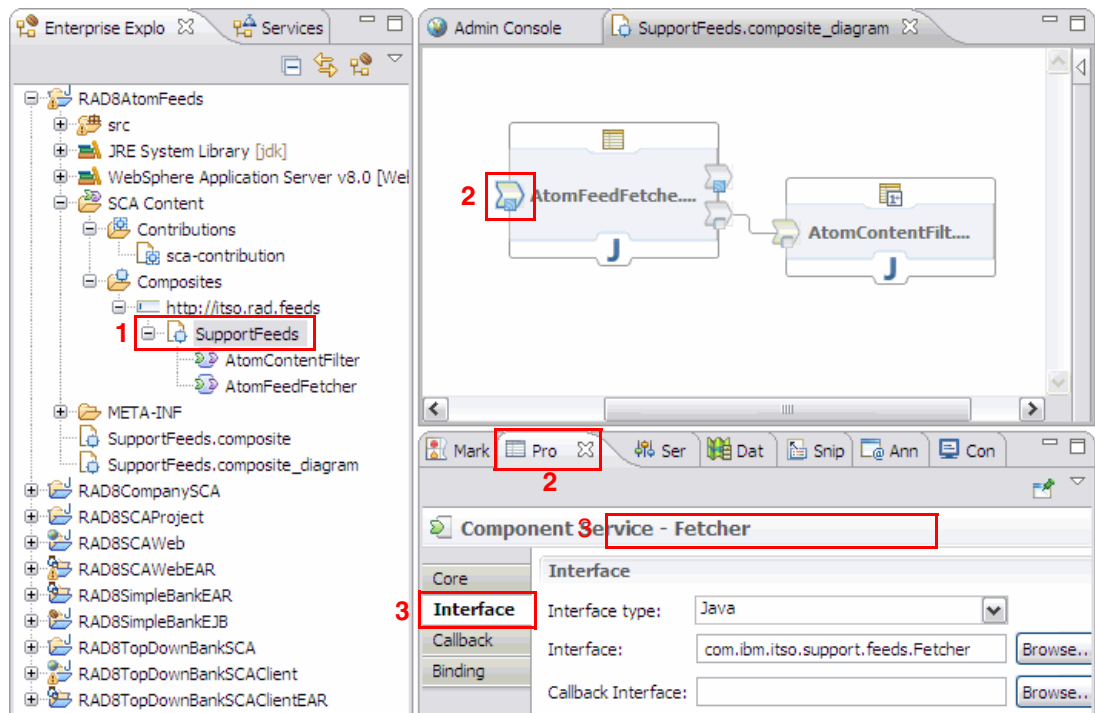 Enterprise Explo
Services
RAD8AtomFeeds
src
JRE System Library [jdk]
WebSphere Application Server v8.0 [Wel
SCA Content
Contributions
sca-contribution
Composites
http://itso.rad.feeds
1
SupportFeeds
AtomContentFilter
AtomFeedFetcher
META-INF
SupportFeeds.composite
SupportFeeds.composite_diagram
RAD8CompanySCA
RAD8SCAProject
RAD8SCAWeb
RAD8SCAWebEAR
RAD8SimpleBankEAR
RAD8SimpleBankEJB
RAD8TopDownBankSCA
RAD8TopDownBankSCAClient
RAD8TopDownBankSCAClientEAR
Admin Console
SupportFeeds.composite_diagram
2
AtomFeedFetche....
J
AtomContentFilt....
J
Mark
Pro
Ser
Dat
Snip
Ann
Con
2
Component Service - Fetcher
3
Core
3
Interface
Callback
Binding
Interface
Interface type:
Java
Interface:
com.ibm.itso.support.feeds.Fetcher
Browse..
Callback Interface:
Browse..